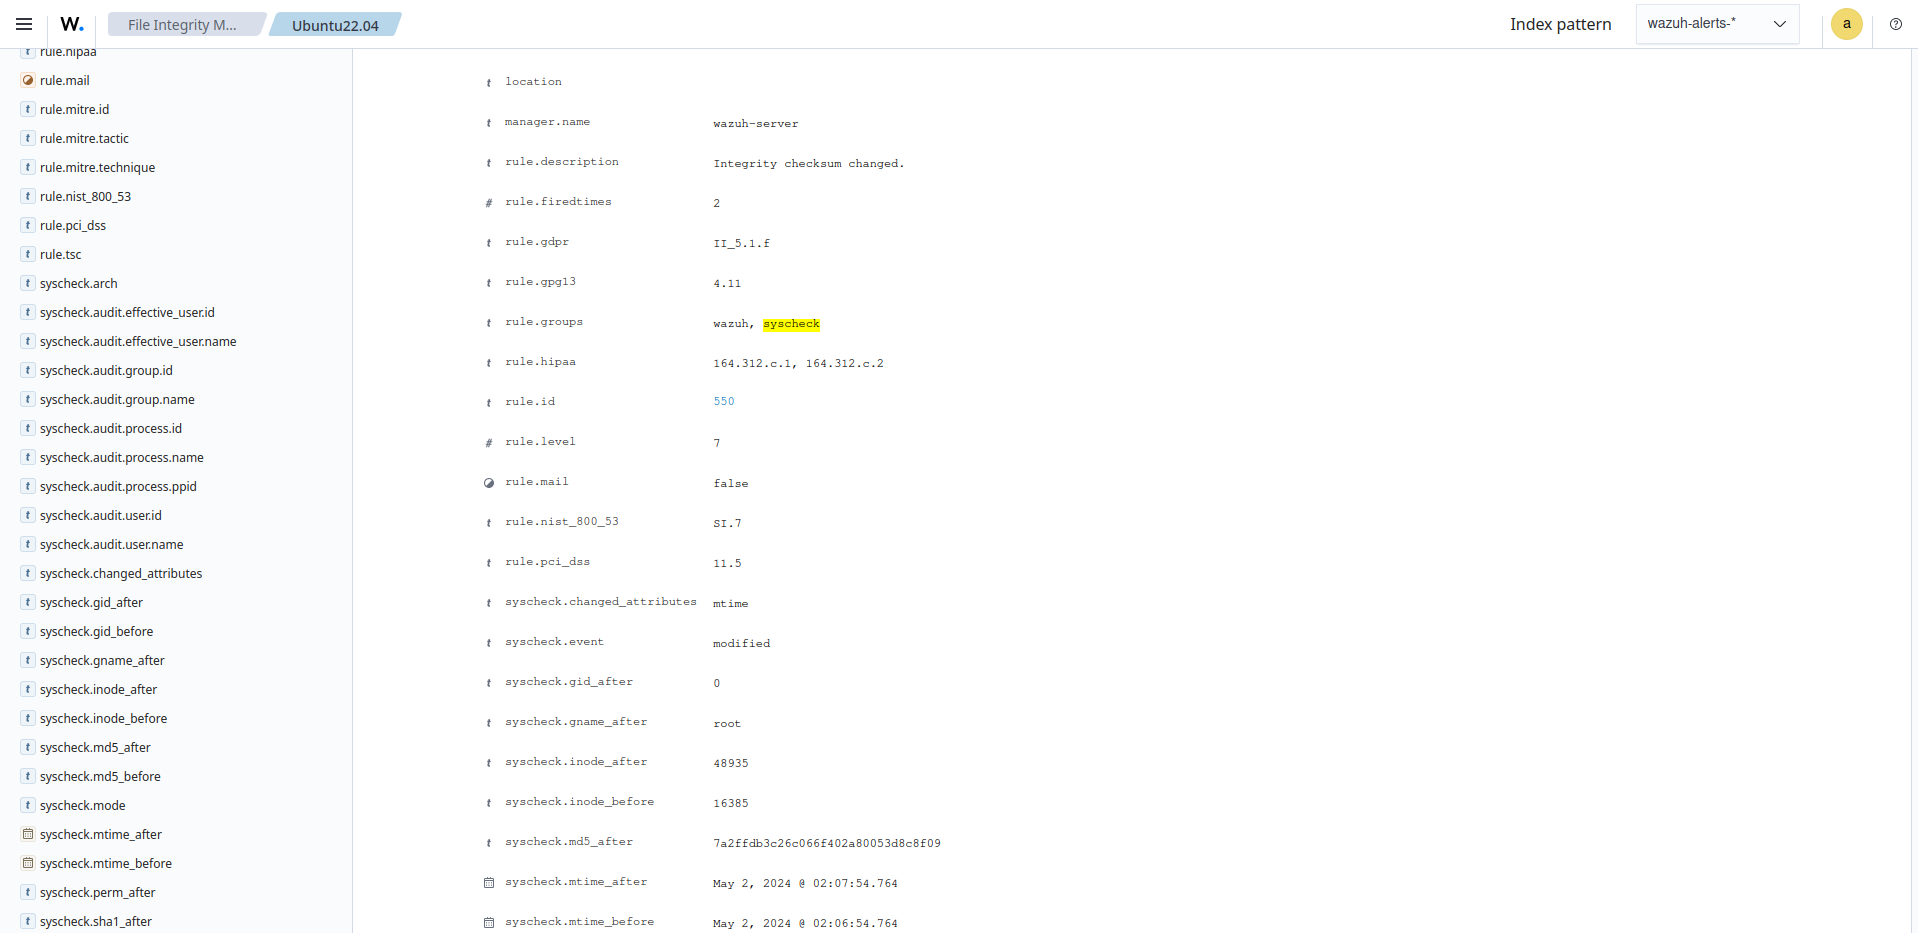 W.
File Integrity M...
Ubuntu22.04
Index pattern
wazuh-alerts-*
a
rule.hipaa
t rule.mail
t rule.mitre.id
t rule.mitre.tactic
t rule.mitre.technique
t rule.nist_800_53
t rule.pci_dss
t rule.tsc
t syscheck.arch
t syscheck.audit.effective_user.id
t syscheck.audit.effective_user.name
t syscheck.audit.group.id
t syscheck.audit.group.name
t syscheck.audit.process.id
t syscheck.audit.process.name
t syscheck.audit.process.ppid
t syscheck.audit.user.id
t syscheck.audit.user.name
t syscheck.changed_attributes
t syscheck.gid_after
t syscheck.gid_before
t syscheck.gname_after
t syscheck.inode_after
t syscheck.inode_before
t syscheck.md5_after
t syscheck.md5_before
t syscheck.mode
syscheck.mtime_after
syscheck.mtime_before
t syscheck.perm_after
t syscheck.sha1_after
t location
t manager.name wazuh-server
t rule.description Integrity checksum changed.
# rule.firedtimes 2
t rule.gdpr II_5.1.f
t rule.gpg13 4.11
t rule.groups wazuh, syscheck
t rule.hipaa 164.312.c.1, 164.312.c.2
t rule.id 550
# rule.level 7
rule.mail false
t rule.nist_800_53 SI.7
t rule.pci_dss 11.5
t syscheck.changed_attributes mtime
t syscheck.event modified
t syscheck.gid_after 0
t syscheck.gname_after root
t syscheck.inode_after 48935
t syscheck.inode_before 16385
t syscheck.md5_after 7a2ffdb3c26c066f402a80053d8c8f09
syscheck.mtime_after May 2, 2024 @ 02:07:54.764
syscheck.mtime_before May 2, 2024 @ 02:06:54.764